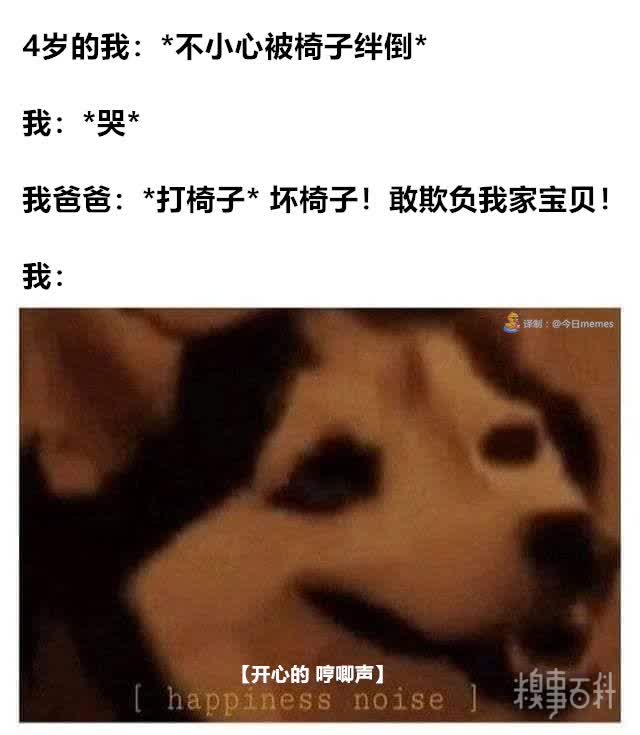 4岁的我：*不小心被椅子绊倒*
我：*哭*
我爸爸：*打椅子* 坏椅子！敢欺负我家宝贝！
我：
译制：@今日memes
【开心的 哼唧声】
[ happiness noise ]
糗事百科